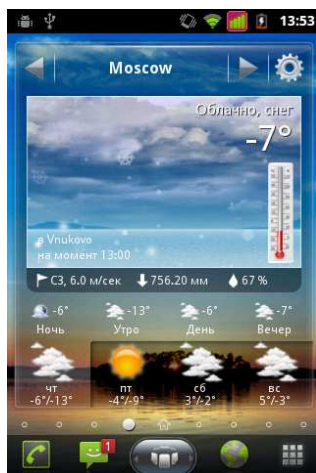 13:53
Moscow
Облачно, снег
-7°
в Vnukovo
на момент 13:00
СЗ, 6.0 м/сек 756.20 мм 67 %
-6° -13° -6° -7°
Ночь Утро День Вечер
чт пт сб вс
-6°/-13° -4°/-9° 3°/-2° 5°/-3°
1